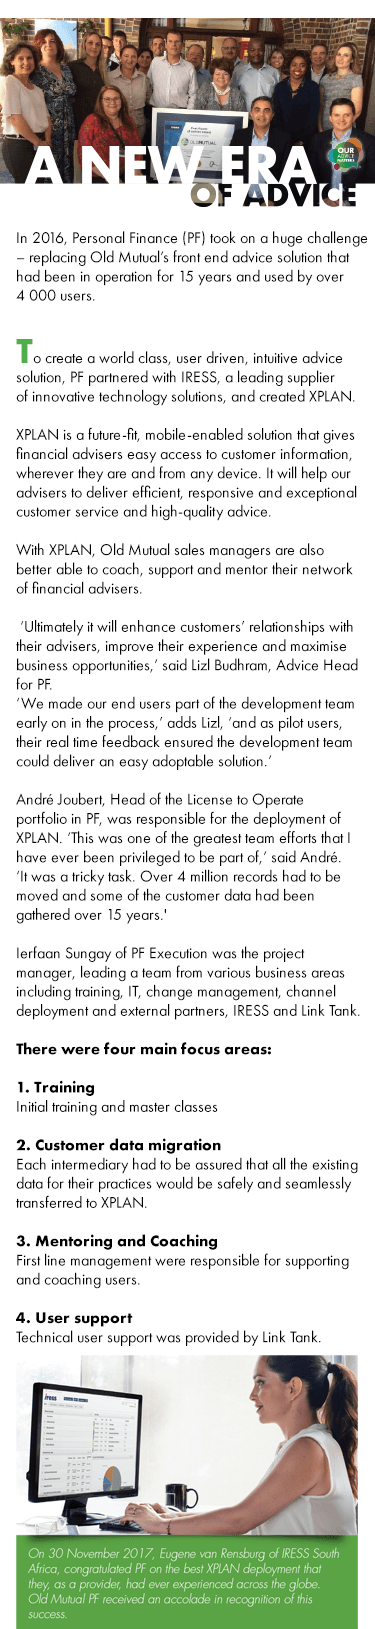 OLDMUTUAL
A NEW ERA
OF ADVICE
OUR
ADVICE
MATTERS
In 2016, Personal Finance (PF) took on a huge challenge
– replacing Old Mutual’s front end advice solution that
had been in operation for 15 years and used by over
4 000 users.
To create a world class, user driven, intuitive advice
solution, PF partnered with IRESS, a leading supplier
of innovative technology solutions, and created XPLAN.
XPLAN is a future-fit, mobile-enabled solution that gives
financial advisers easy access to customer information,
wherever they are and from any device. It will help our
advisers to deliver efficient, responsive and exceptional
customer service and high-quality advice.
With XPLAN, Old Mutual sales managers are also
better able to coach, support and mentor their network
of financial advisers.
‘Ultimately it will enhance customers’ relationships with
their advisers, improve their experience and maximise
business opportunities,’ said Lizl Budhram, Advice Head
for PF.
‘We made our end users part of the development team
early on in the process,’ adds Lizl, ‘and as pilot users,
their real time feedback ensured the development team
could deliver an easy adoptable solution.’
André Joubert, Head of the License to Operate
portfolio in PF, was responsible for the deployment of
XPLAN. ‘This was one of the greatest team efforts that I
have ever been privileged to be part of,’ said André.
‘It was a tricky task. Over 4 million records had to be
moved and some of the customer data had been
gathered over 15 years.'
Ierfaan Sungay of PF Execution was the project
manager, leading a team from various business areas
including training, IT, change management, channel
deployment and external partners, IRESS and Link Tank.
There were four main focus areas:
1. Training
Initial training and master classes
2. Customer data migration
Each intermediary had to be assured that all the existing
data for their practices would be safely and seamlessly
transferred to XPLAN.
3. Mentoring and Coaching
First line management were responsible for supporting
and coaching users.
4. User support
Technical user support was provided by Link Tank.
iress
On 30 November 2017, Eugene van Rensburg of IRESS South
Africa, congratulated PF on the best XPLAN deployment that
they, as a provider, had ever experienced across the globe.
Old Mutual PF received an accolade in recognition of this
success.